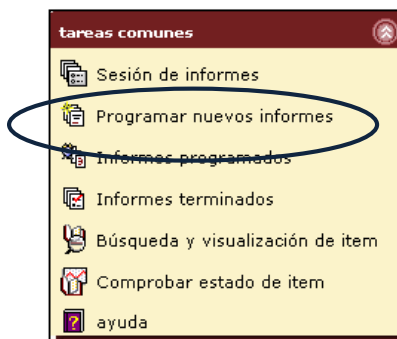 tareas comunes
Sesión de informes
Programar nuevos informes
Informes programados
Informes terminados
Búsqueda y visualización de item
Comprobar estado de item
ayuda